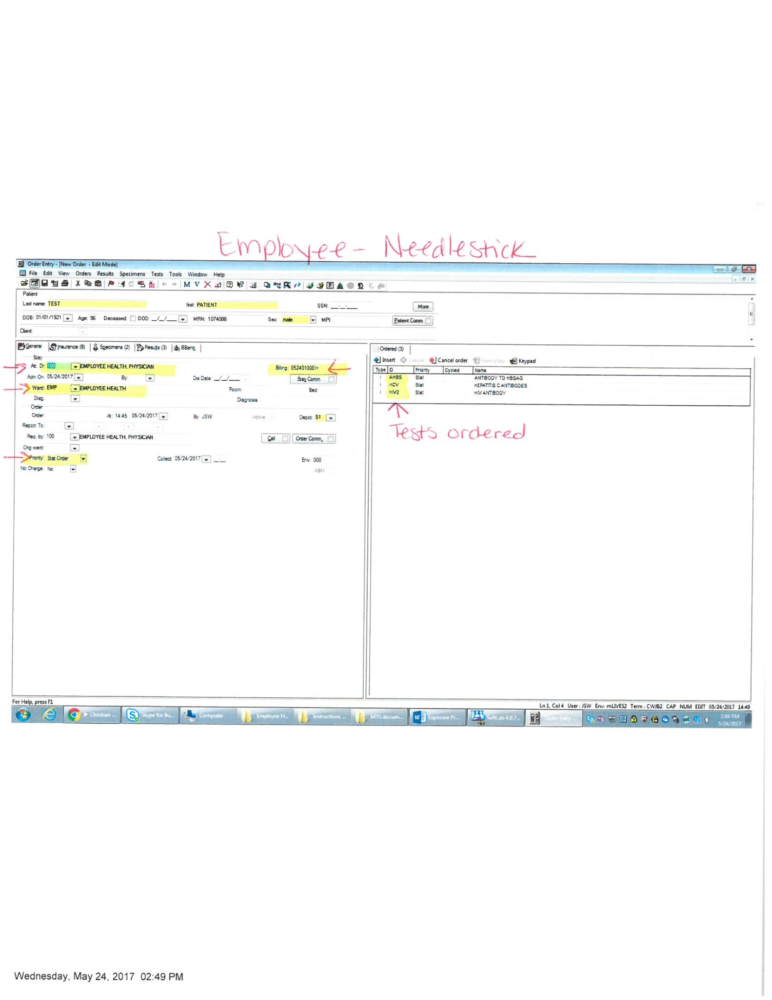 Employee - Needlestick
Order Entry - [New Order - Edit Mode]
File Edit View Orders Results Specimens Tests Tools Window Help
Patient
Last name: TEST first: PATIENT SSN: __-__-____ More
DOB: 01/01/1921 Age: 96 Deceased: DOD: __/__/____ MRN: 1074088 Sex: male MPI: Patient Comm
Client:
General Insurance (8) Specimens (2) Results (3) BBank
Stay
Att. Dr: 100 EMPLOYEE HEALTH, PHYSICIAN Billing: 05240100EH
Adm On: 05/24/2017 By: Dis Date: __/__/____ Stay Comm
Ward: EMP EMPLOYEE HEALTH Room: Bed:
Diag: Diagnosis:
Order
Order: At: 14:45 05/24/2017 By: JSW Active Depot: S1
Report To:
Req. by: 100 EMPLOYEE HEALTH, PHYSICIAN Call Order Comm.
Orig ward:
Priority: Stat Order Collect: 05/24/2017 __:__ Env: 000
No Charge: No ABN
Ordered (3)
Insert Cancel Cancel order Formulary Keypad
Type ID Priority Cycled Name
I AHBS Stat ANTIBODY TO HBSAG
I HCV Stat HEPATITIS C ANTIBODES
I HIV2 Stat HIV ANTIBODY
Tests ordered
For Help, press F1
Ln 1, Col 4 User : JSW Env: mLIVES2 Term : CWJB2 CAP NUM EDIT 05/24/2017 14:49
Christian ... Skype for Bu... Computer Employee H... Instructions ... MTS docum... Exposure Pr... SoftLab 4.0.7... Order Entry ... 2:49 PM
5/24/2017
Wednesday, May 24, 2017 02:49 PM